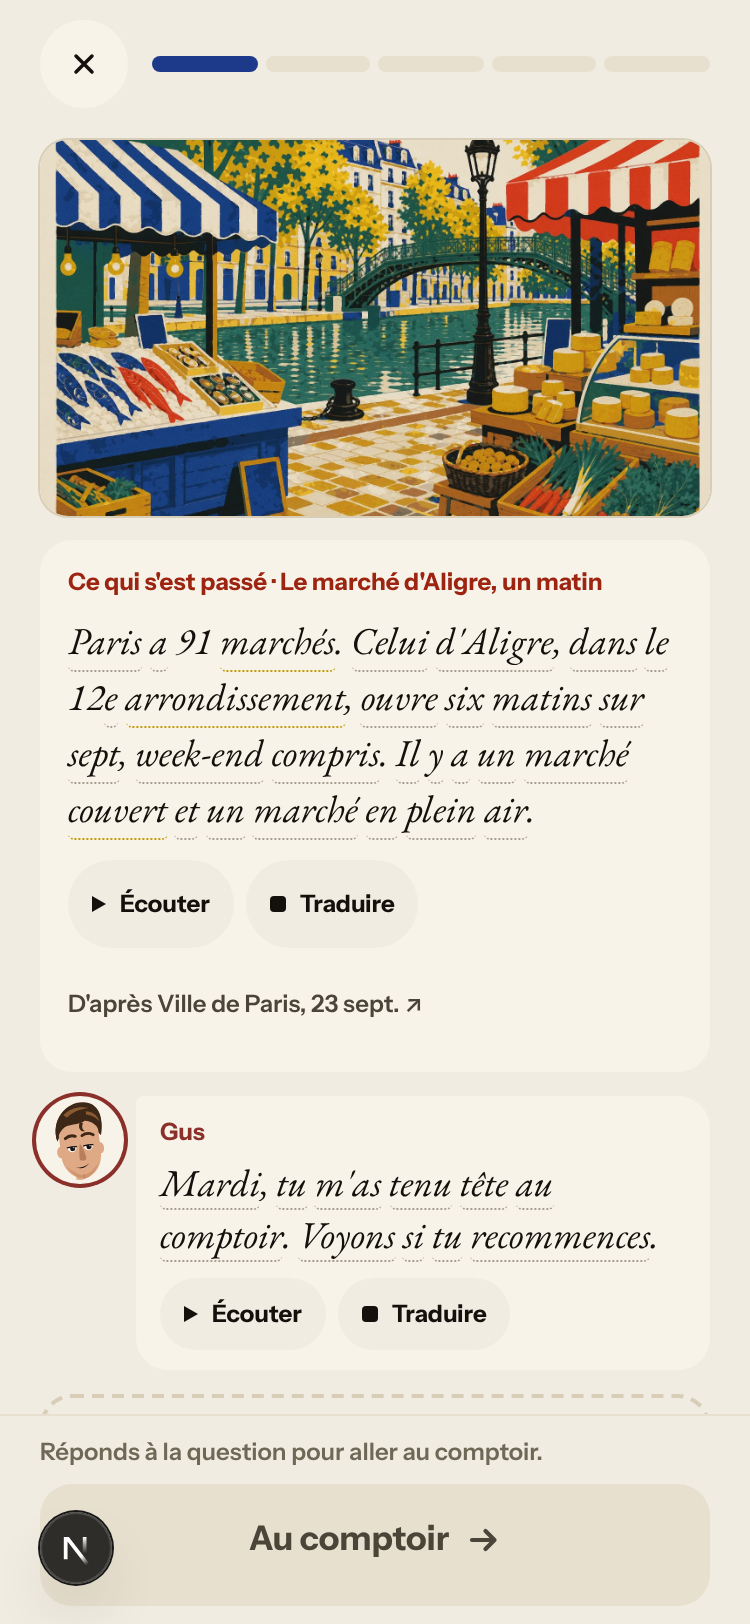 Ce qui s'est passé · Le marché d'Aligre, un matin
Paris a 91 marchés. Celui d'Aligre, dans le
12e arrondissement, ouvre six matins sur
sept, week-end compris. Il y a un marché
couvert et un marché en plein air.
Écouter
Traduire
D'après Ville de Paris, 23 sept. ↗
Gus
Mardi, tu m'as tenu tête au
comptoir. Voyons si tu recommences.
Écouter
Traduire
Réponds à la question pour aller au comptoir.
Au comptoir →
N